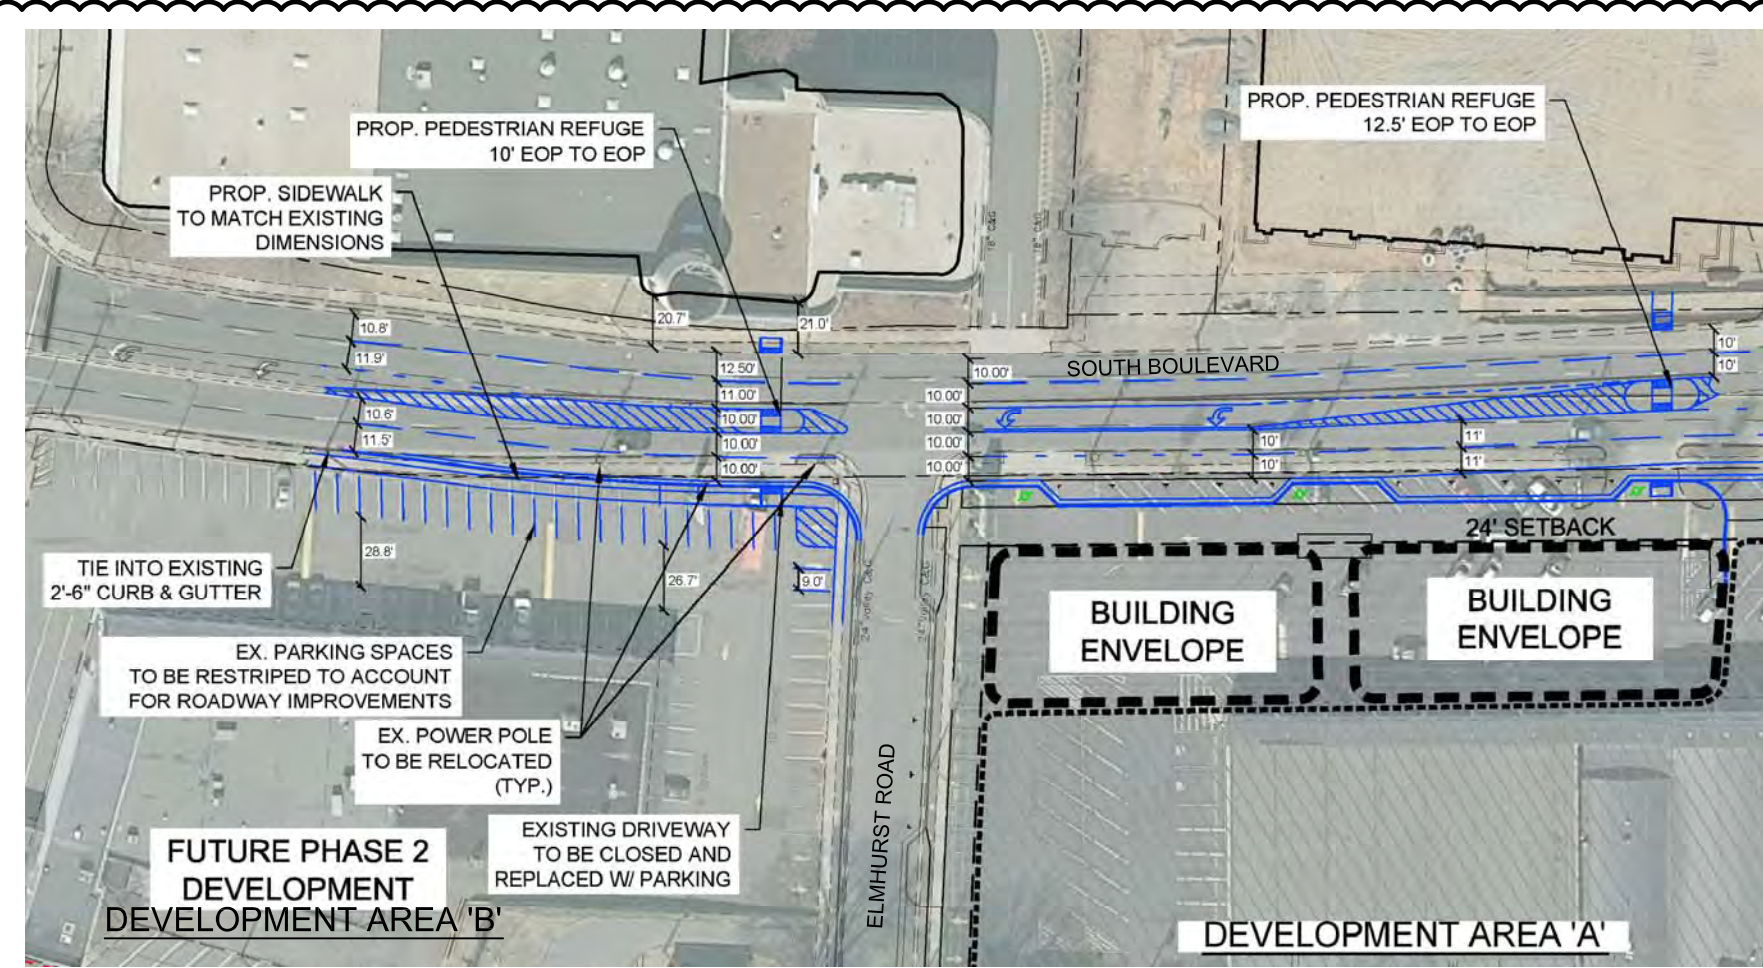 PROP. PEDESTRIAN REFUGE
10' EOP TO EOP
PROP. PEDESTRIAN REFUGE
12.5' EOP TO EOP
PROP. SIDEWALK
TO MATCH EXISTING
DIMENSIONS
18" C&G
18" C&G
10.8'
11.9'
10.6'
11.5'
20.7'
21.0'
12.50'
11.00'
10.00'
10.00'
10.00'
10.00'
10.00'
10.00'
10.00'
SOUTH BOULEVARD
10'
10'
10'
10'
11'
11'
28.8'
26.7'
9.0'
24' SETBACK
TIE INTO EXISTING
2'-6" CURB & GUTTER
24" Valley C&G
24" Valley C&G
BUILDING
ENVELOPE
BUILDING
ENVELOPE
EX. PARKING SPACES
TO BE RESTRIPED TO ACCOUNT
FOR ROADWAY IMPROVEMENTS
EX. POWER POLE
TO BE RELOCATED
(TYP.)
EXISTING DRIVEWAY
TO BE CLOSED AND
REPLACED W/ PARKING
ELMHURST ROAD
FUTURE PHASE 2
DEVELOPMENT
DEVELOPMENT AREA 'B'
DEVELOPMENT AREA 'A'